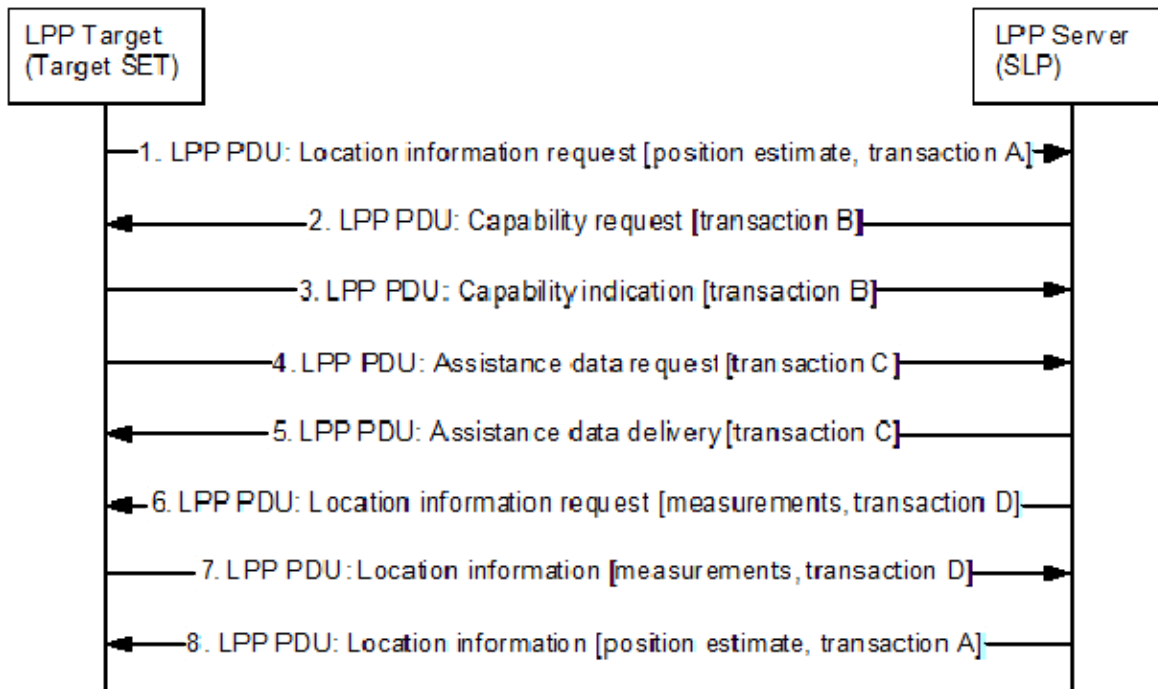 LPP Target
(Target SET)
LPP Server
(SLP)
1. LPP PDU: Location information request [position estimate, transaction A]
2. LPP PDU: Capability request [transaction B]
3. LPP PDU: Capability indication [transaction B]
4. LPP PDU: Assistance data request [transaction C]
5. LPP PDU: Assistance data delivery [transaction C]
6. LPP PDU: Location information request [measurements, transaction D]
7. LPP PDU: Location information [measurements, transaction D]
8. LPP PDU: Location information [position estimate, transaction A]